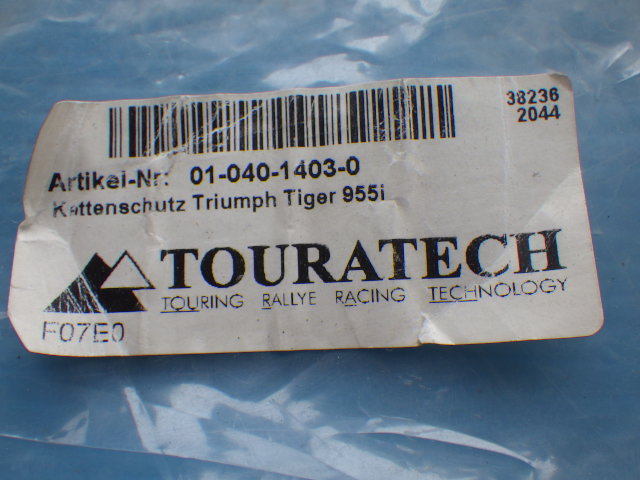 38236
2044
Artikel-Nr: 01-040-1403-0
Kettenschutz Triumph Tiger 955i
TOURATECH
TOURING RALLYE RACING TECHNOLOGY
F07E0